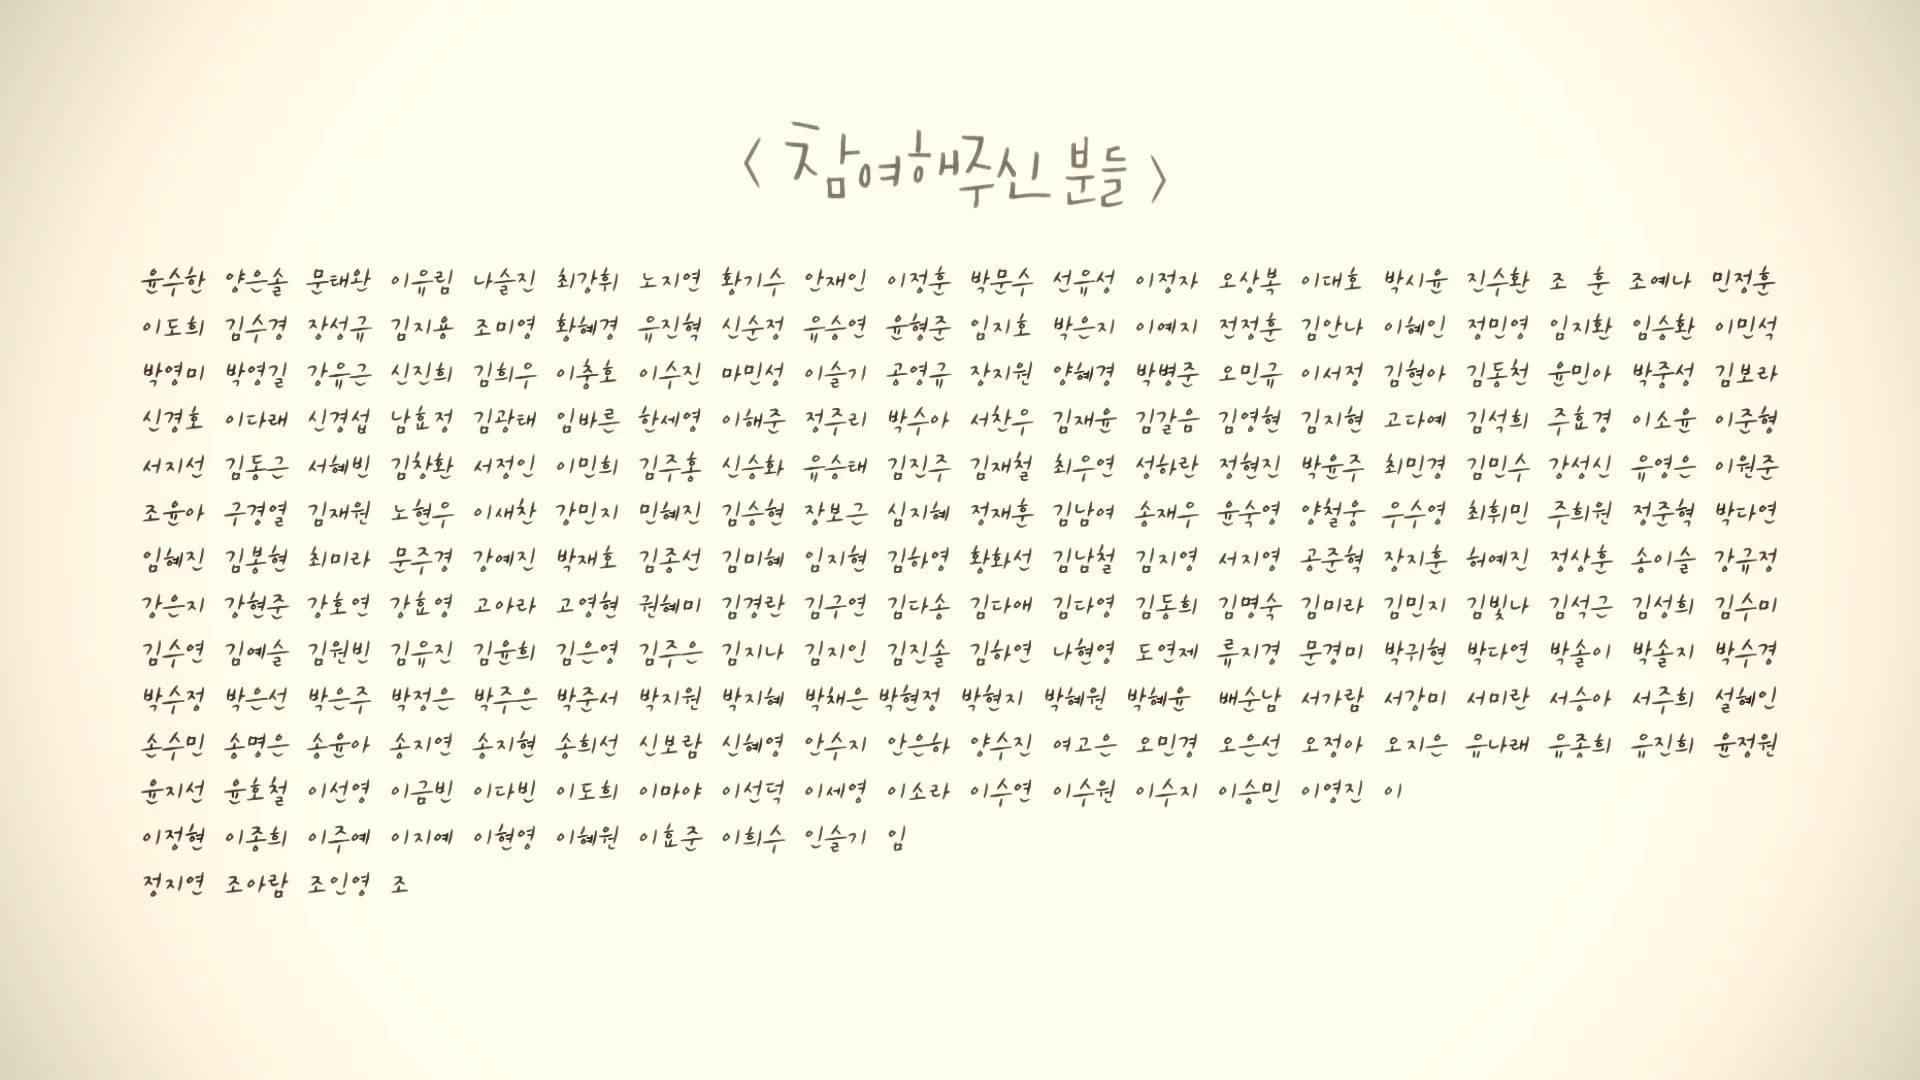 < 참여해주신 분들 >
윤수한 양은솔 문태완 이유림 나슬진 최강휘 노지연 황기수 안재인 이정훈 박문수 선유성 이정자 오상복 이대호 박시윤 진수환 조 훈 조예나 민정훈
이도희 김수경 장성규 김지용 조미영 황혜경 유진혁 신순정 유승연 윤형준 임지호 박은지 이예지 전정훈 김안나 이혜인 정민영 임지환 임승환 이민석
박영미 박영길 강유근 신진희 김희우 이충호 이수진 마민성 이슬기 공영규 장지원 양혜경 박병준 오민규 이서정 김현아 김동천 윤민아 박중성 김보라
신경호 이다래 신경섭 남효정 김광태 임바른 한세영 이해준 정주리 박수아 서찬우 김재윤 김갈음 김영현 김지현 고다예 김석희 주효경 이소윤 이준형
서지선 김동근 서혜빈 김창환 서정인 이민희 김주홍 신승화 유승태 김진주 김재철 최우연 성하란 정현진 박윤주 최민경 김민수 강성신 유영은 이원준
조윤아 구경열 김재원 노현우 이새찬 강민지 민혜진 김승현 장보근 심지혜 정재훈 김남여 송재우 윤숙영 양철웅 우수영 최휘민 주희원 정준혁 박다연
임혜진 김봉현 최미라 문주경 강예진 박재호 김종선 김미혜 임지현 김하영 황화선 김남철 김지영 서지영 공준혁 장지훈 허예진 정상훈 송이슬 강규정
강은지 강현준 강호연 강효영 고아라 고영현 권혜미 김경란 김구연 김다송 김다애 김다영 김동희 김명숙 김미라 김민지 김빛나 김석근 김성희 김수미
김수연 김예슬 김원빈 김유진 김윤희 김은영 김주은 김지나 김지인 김진솔 김하연 나현영 도연제 류지경 문경미 박귀현 박다연 박솔이 박솔지 박수경
박수정 박은선 박은주 박정은 박주은 박준서 박지원 박지혜 박채은 박현정 박현지 박혜원 박혜윤 배순남 서가람 서강미 서미란 서승아 서주희 설혜인
손수민 송명은 송윤아 송지연 송지현 송희선 신보람 신혜영 안수지 안은하 양수진 여고은 오민경 오은선 오정아 오지은 유나래 유종희 유진희 윤정원
윤지선 윤호철 이선영 이금빈 이다빈 이도희 이마야 이선덕 이세영 이소라 이수연 이수원 이수지 이승민 이영진 이
이정현 이종희 이주예 이지예 이현영 이혜원 이효준 이희수 인슬기 임
정지연 조아람 조인영 조